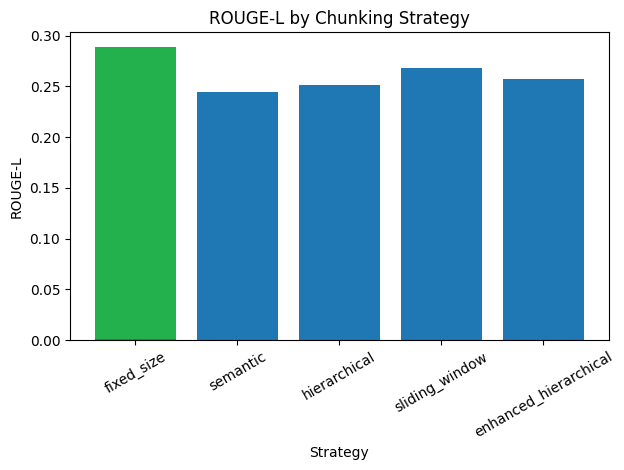 ROUGE-L by Chunking Strategy
ROUGE-L
0.30
0.25
0.20
0.15
0.10
0.05
0.00
fixed_size
semantic
hierarchical
sliding_window
enhanced_hierarchical
Strategy